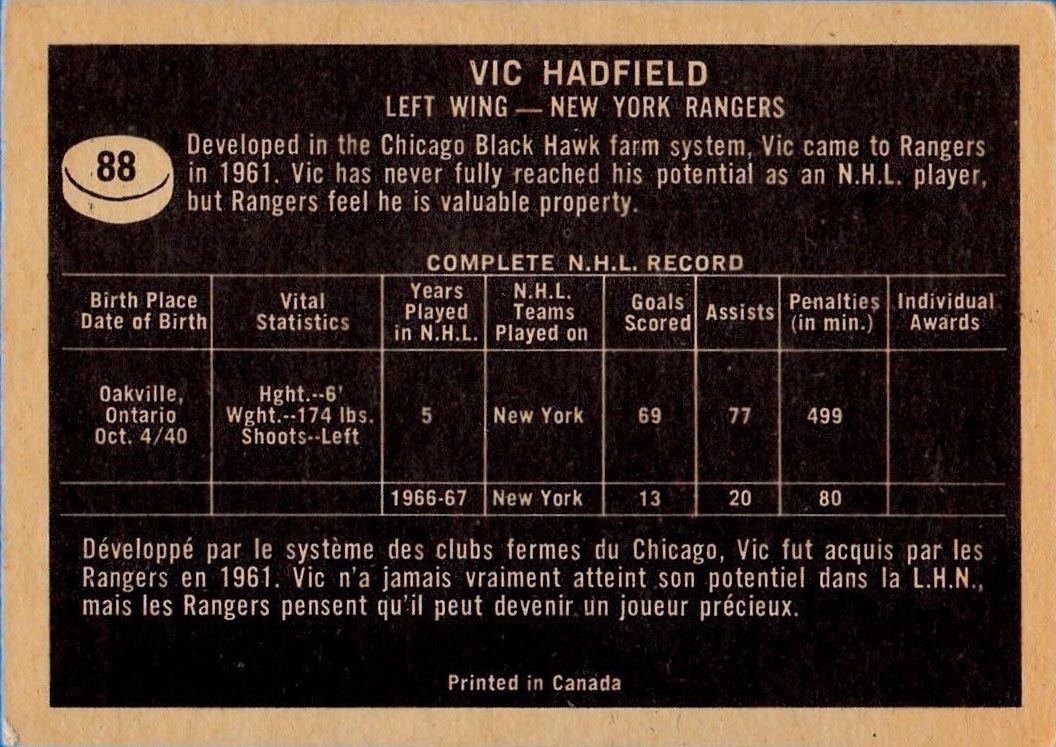 VIC HADFIELD
LEFT WING — NEW YORK RANGERS
88
Developed in the Chicago Black Hawk farm system, Vic came to Rangers
in 1961. Vic has never fully reached his potential as an N.H.L. player,
but Rangers feel he is valuable property.
COMPLETE N.H.L. RECORD
Birth Place
Date of Birth
Vital
Statistics
Years
Played
in N.H.L.
N.H.L.
Teams
Played on
Goals
Scored
Assists
Penalties
(in min.)
Individual
Awards
Oakville,
Ontario
Oct. 4/40
Hght.--6'
Wght.--174 lbs.
Shoots--Left
5
New York
69
77
499
1966-67
New York
13
20
80
Développé par le système des clubs fermes du Chicago, Vic fut acquis par les
Rangers en 1961. Vic n'a jamais vraiment atteint son potentiel dans la L.H.N.,
mais les Rangers pensent qu'il peut devenir un joueur précieux.
Printed in Canada